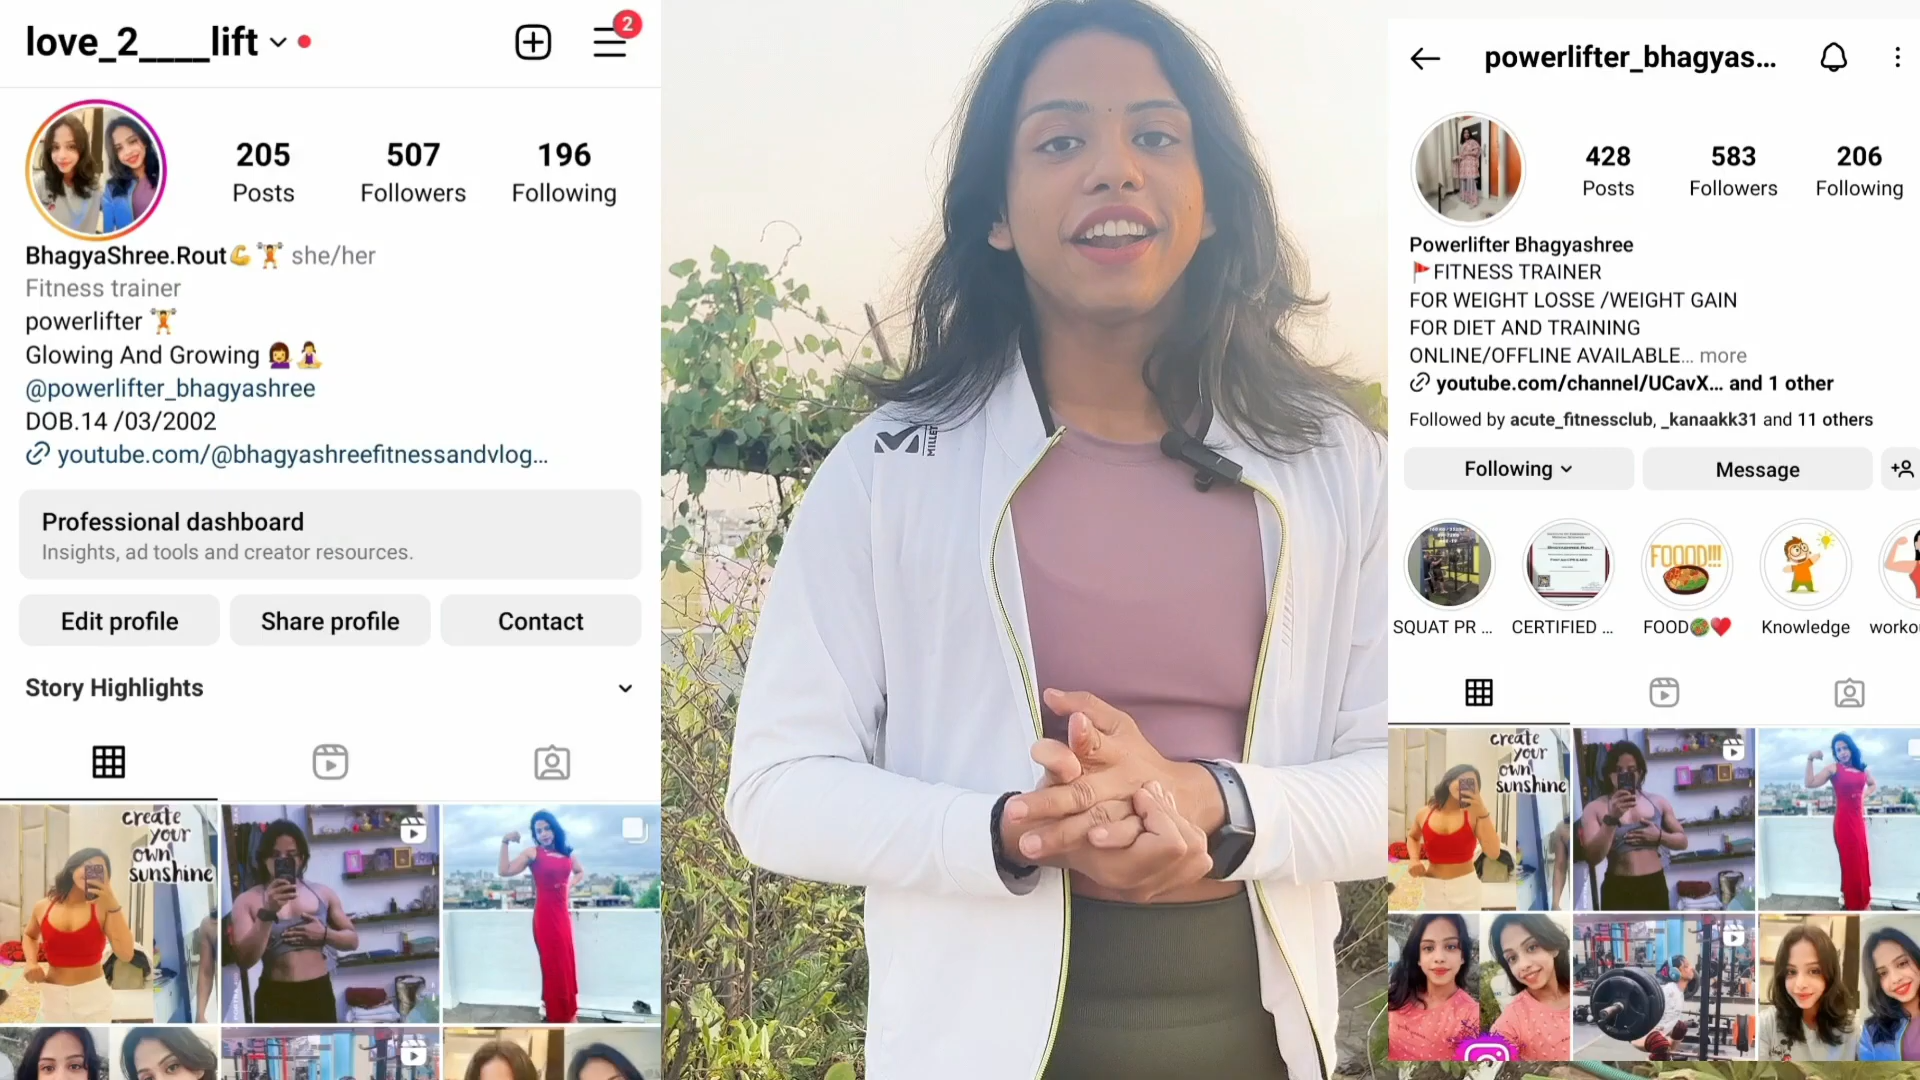 love_2____lift
2
205
507
196
Posts
Followers
Following
BhagyaShree.Rout💪🏋️ she/her
Fitness trainer
powerlifter 🏋️
Glowing And Growing 💁‍♀️🧘‍♀️
@powerlifter_bhagyashree
DOB.14 /03/2002
youtube.com/@bhagyashreefitnessandvlog...
Professional dashboard
Insights, ad tools and creator resources.
Edit profile
Share profile
Contact
Story Highlights
create
your
own
sunshine
MILLET
powerlifter_bhagyas...
428
583
206
Posts
Followers
Following
Powerlifter Bhagyashree
🚩FITNESS TRAINER
FOR WEIGHT LOSSE /WEIGHT GAIN
FOR DIET AND TRAINING
ONLINE/OFFLINE AVAILABLE... more
youtube.com/channel/UCavX... and 1 other
Followed by acute_fitnessclub, _kanaakk31 and 11 others
Following
Message
FOOOD!!!
SQUAT PR ...
CERTIFIED ...
FOOD🥗❤️
Knowledge
worko
create
your
own
sunshine